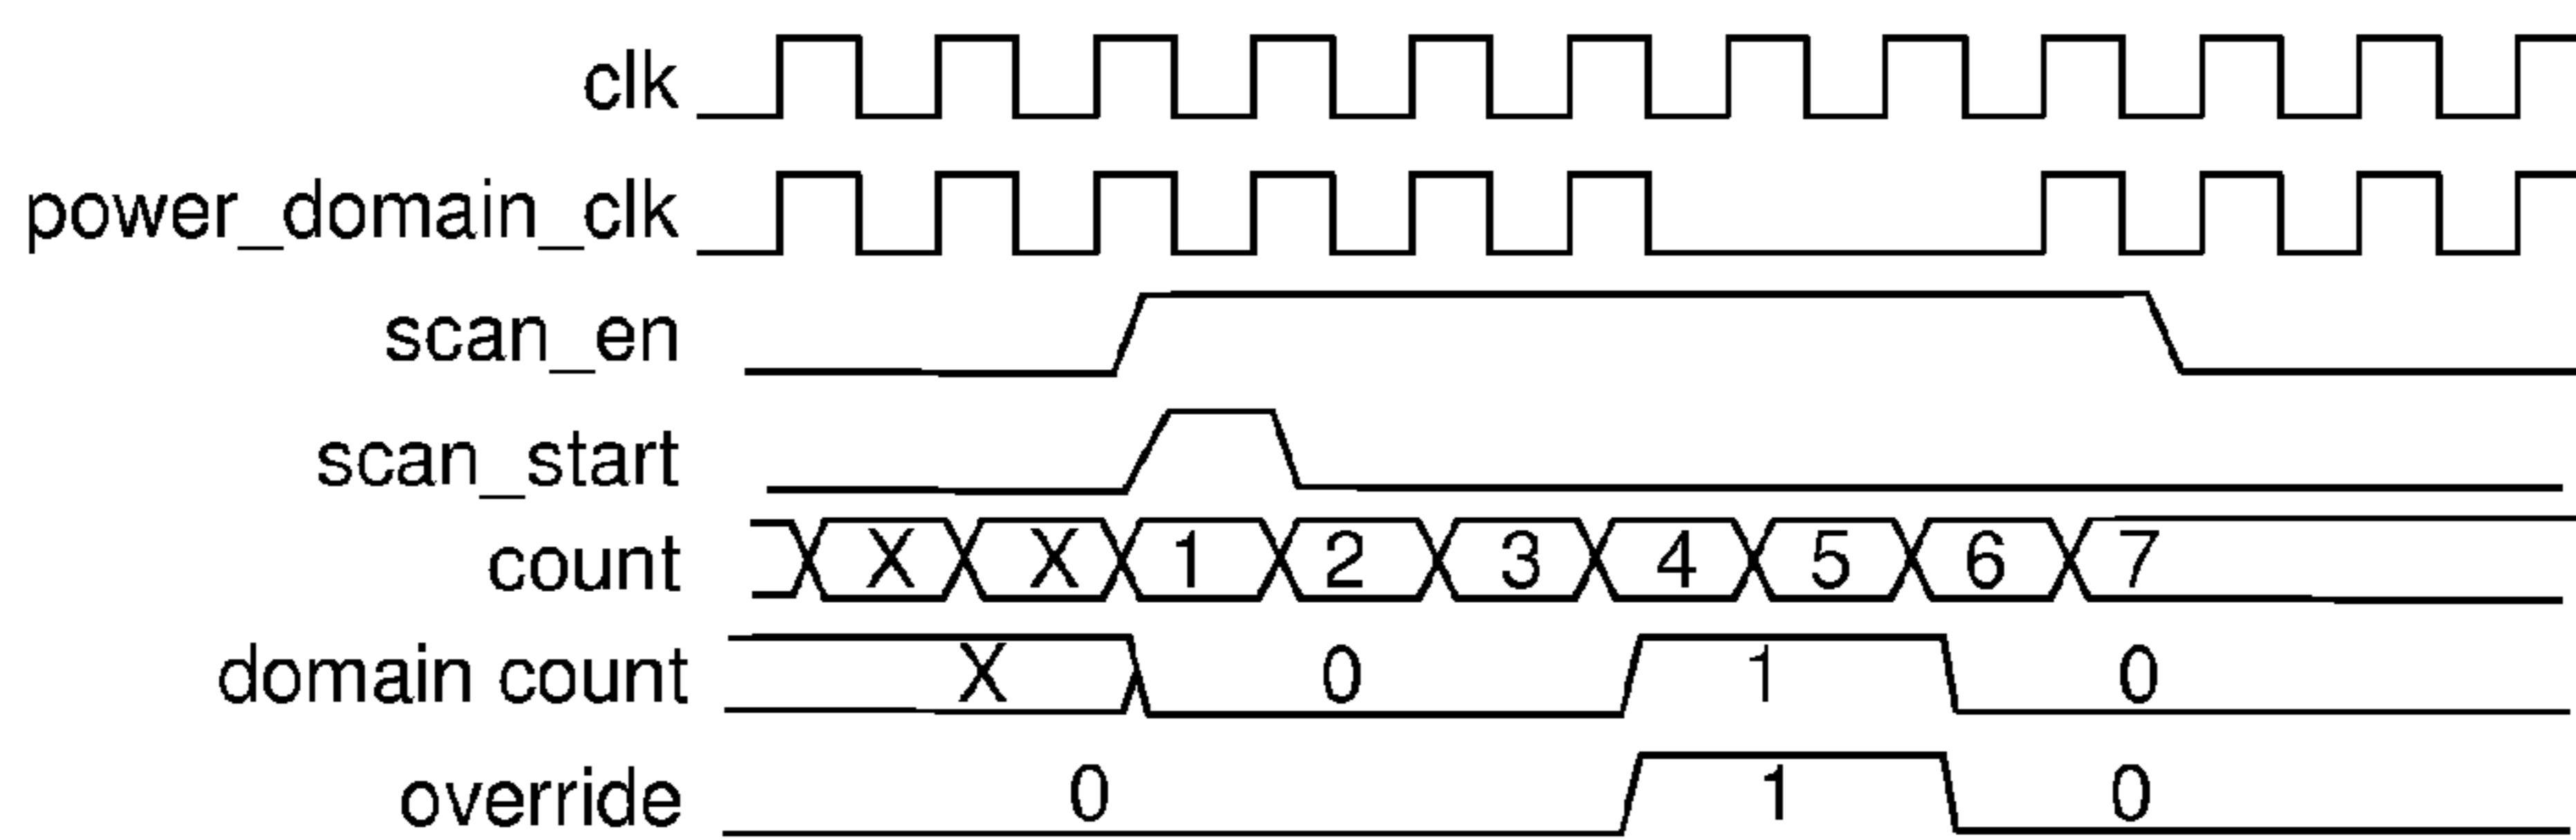 clk
power_domain_clk
scan_en
scan_start
count X X 1 2 3 4 5 6 7
domain count X 0 1 0
override 0 1 0